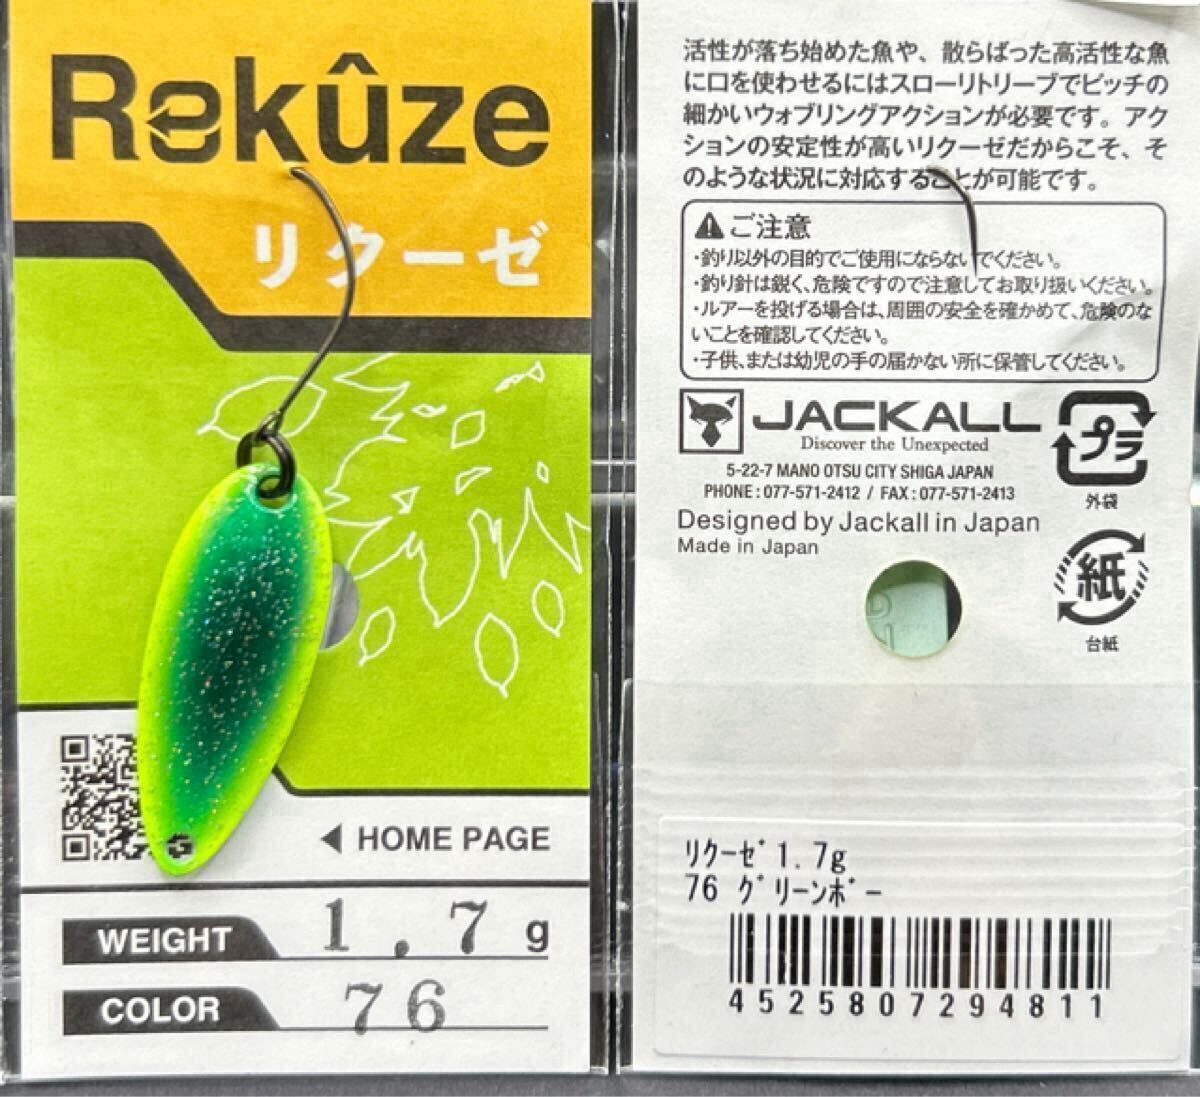 Rekûze
リクーゼ
HOME PAGE
WEIGHT 1.7 g
COLOR 76
活性が落ち始めた魚や、散らばった高活性な魚
に口を使わせるにはスローリトリーブでピッチの
細かいウォブリングアクションが必要です。アク
ションの安定性が高いリクーゼだからこそ、そ
のような状況に対応することが可能です。
ご注意
・釣り以外の目的でご使用にならないでください。
・釣り針は鋭く、危険ですので注意してお取り扱いください。
・ルアーを投げる場合は、周囲の安全を確かめて、危険のな
いことを確認してください。
・子供、または幼児の手の届かない所に保管してください。
JACKALL
Discover the Unexpected
5-22-7 MANO OTSU CITY SHIGA JAPAN
PHONE : 077-571-2412 / FAX : 077-571-2413
Designed by Jackall in Japan
Made in Japan
プラ
外袋
紙
台紙
ﾘｸｰｾﾞ1.7g
76 ｸﾞﾘｰﾝﾎﾞｰ
4525807294811